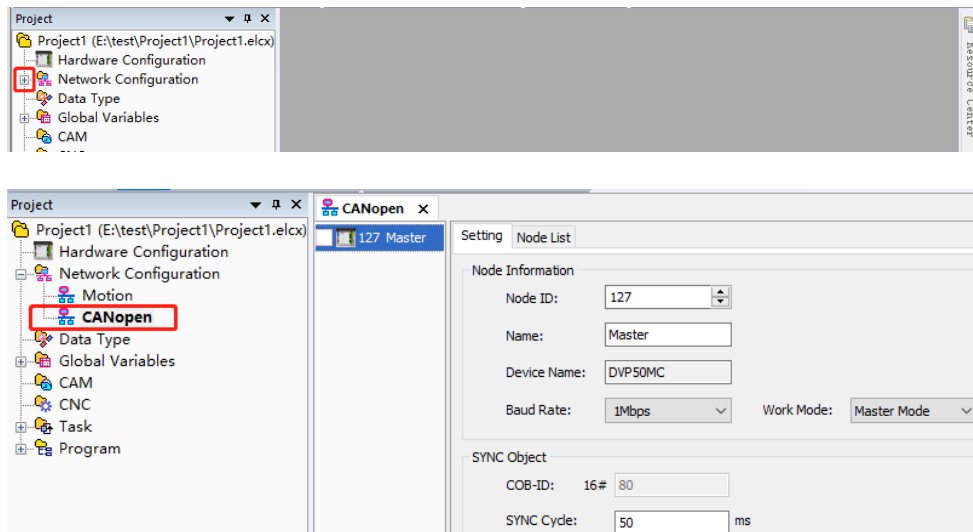 Project
Project1 (E:\test\Project1\Project1.elcx)
Hardware Configuration
Network Configuration
Data Type
Global Variables
CAM
Resource Center
Project
Project1 (E:\test\Project1\Project1.elcx)
Hardware Configuration
Network Configuration
Motion
CANopen
Data Type
Global Variables
CAM
CNC
Task
Program
CANopen
127 Master
Setting Node List
Node Information
Node ID: 127
Name: Master
Device Name: DVP50MC
Baud Rate: 1Mbps Work Mode: Master Mode
SYNC Object
COB-ID: 16# 80
SYNC Cycle: 50 ms